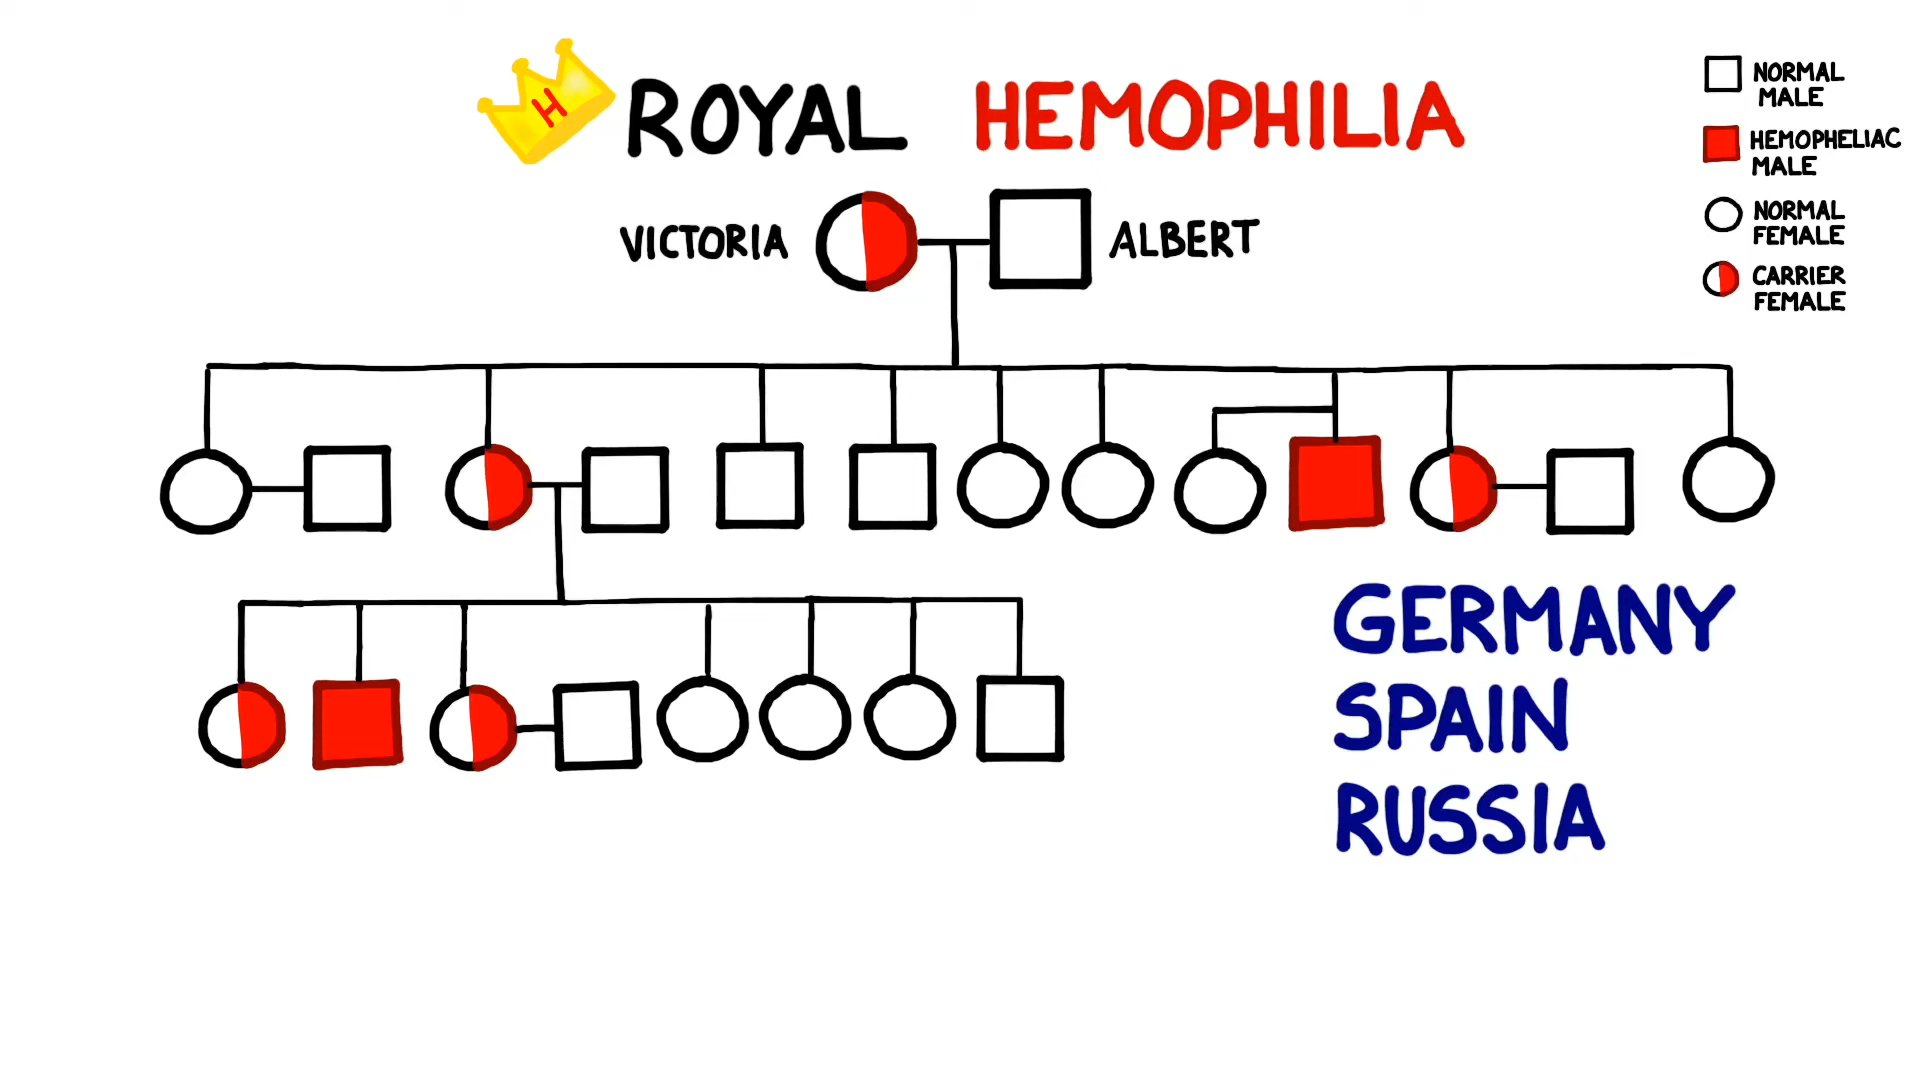 H
ROYAL HEMOPHILIA
VICTORIA
ALBERT
NORMAL
MALE
HEMOPHELIAC
MALE
NORMAL
FEMALE
CARRIER
FEMALE
GERMANY
SPAIN
RUSSIA